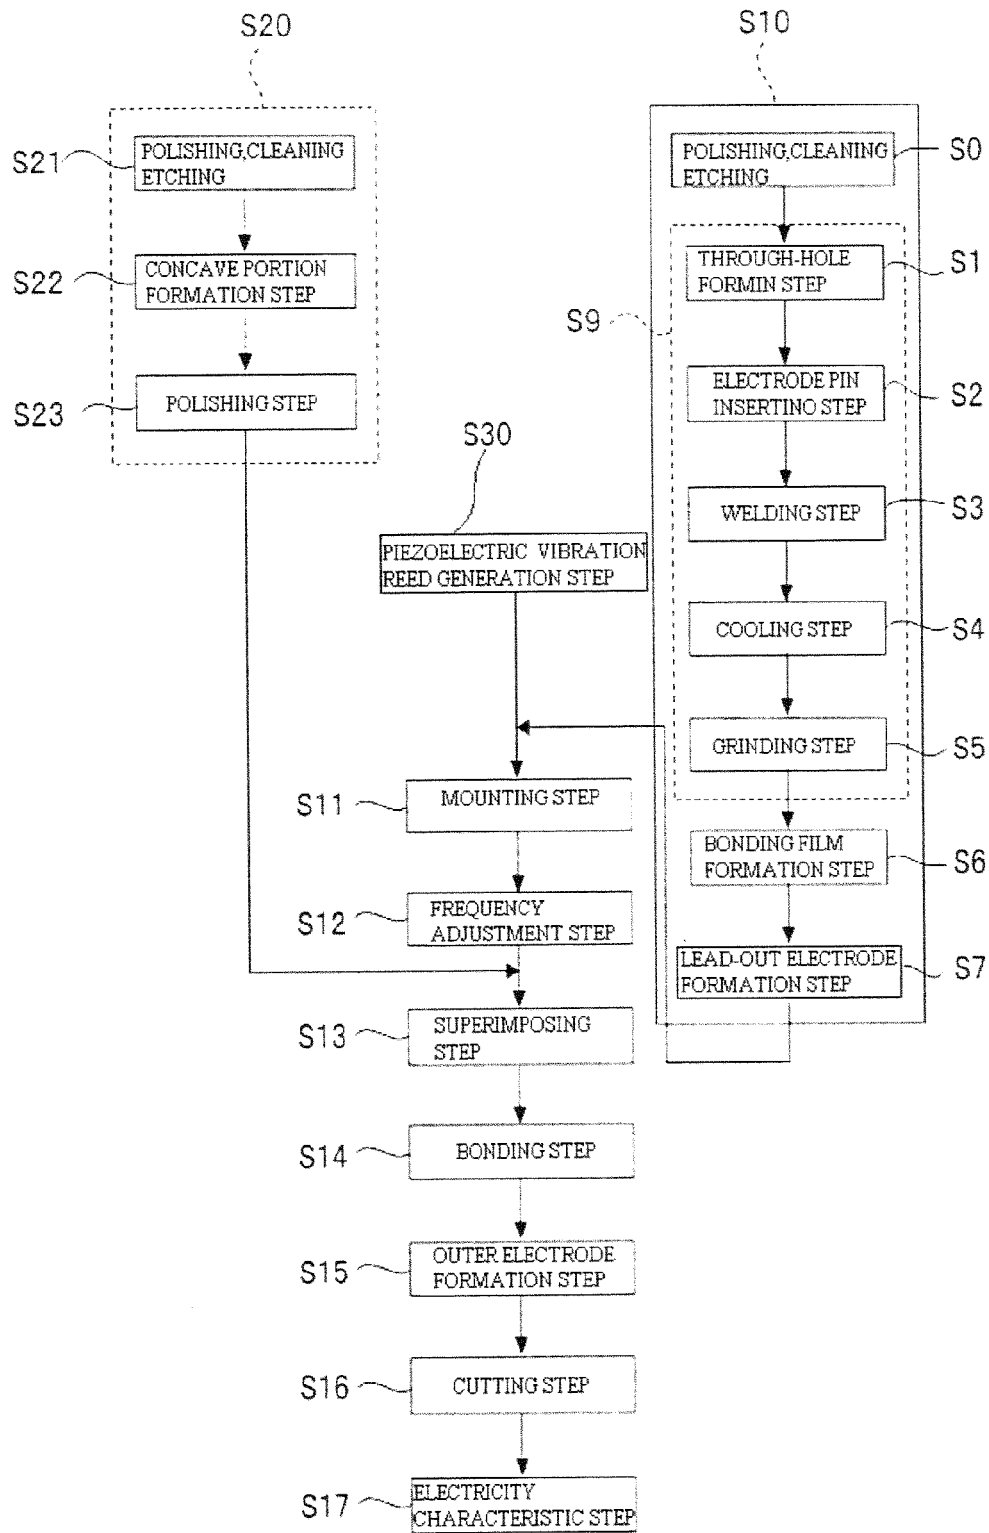 S20
S10
S21
POLISHING,CLEANING
ETCHING
POLISHING,CLEANING
ETCHING
S0
S22
CONCAVE PORTION
FORMATION STEP
THROUGH-HOLE
FORMIN STEP
S1
S9
S23
POLISHING STEP
ELECTRODE PIN
INSERTINO STEP
S2
S30
WELDING STEP
S3
PIEZOELECTRIC VIBRATION
REED GENERATION STEP
COOLING STEP
S4
GRINDING STEP
S5
S11
MOUNTING STEP
BONDING FILM
FORMATION STEP
S6
S12
FREQUENCY
ADJUSTMENT STEP
LEAD-OUT ELECTRODE
FORMATION STEP
S7
S13
SUPERIMPOSING
STEP
S14
BONDING STEP
S15
OUTER ELECTRODE
FORMATION STEP
S16
CUTTING STEP
S17
ELECTRICITY
CHARACTERISTIC STEP